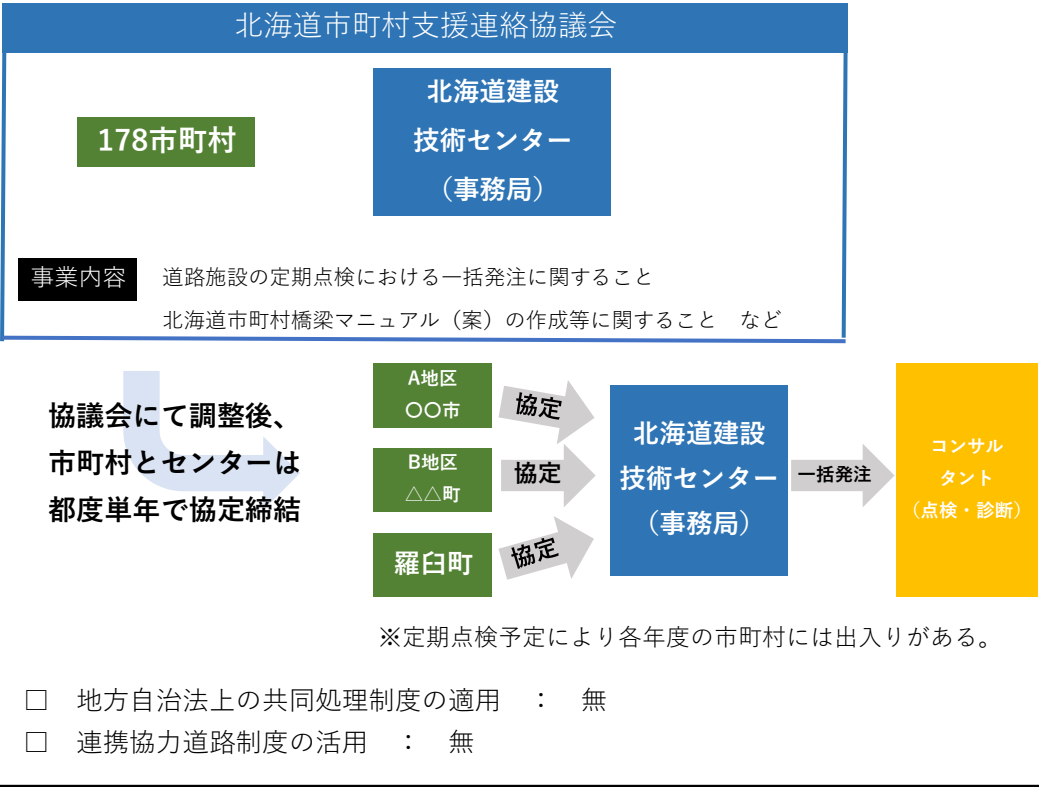 北海道市町村支援連絡協議会
178市町村
北海道建設
技術センター
（事務局）
事業内容
道路施設の定期点検における一括発注に関すること
北海道市町村橋梁マニュアル（案）の作成等に関すること　など
協議会にて調整後、
市町村とセンターは
都度単年で協定締結
A地区
〇〇市
協定
B地区
△△町
協定
羅臼町
協定
北海道建設
技術センター
（事務局）
一括発注
コンサル
タント
（点検・診断）
※定期点検予定により各年度の市町村には出入りがある。
□　地方自治法上の共同処理制度の適用　：　無
□　連携協力道路制度の活用　：　無